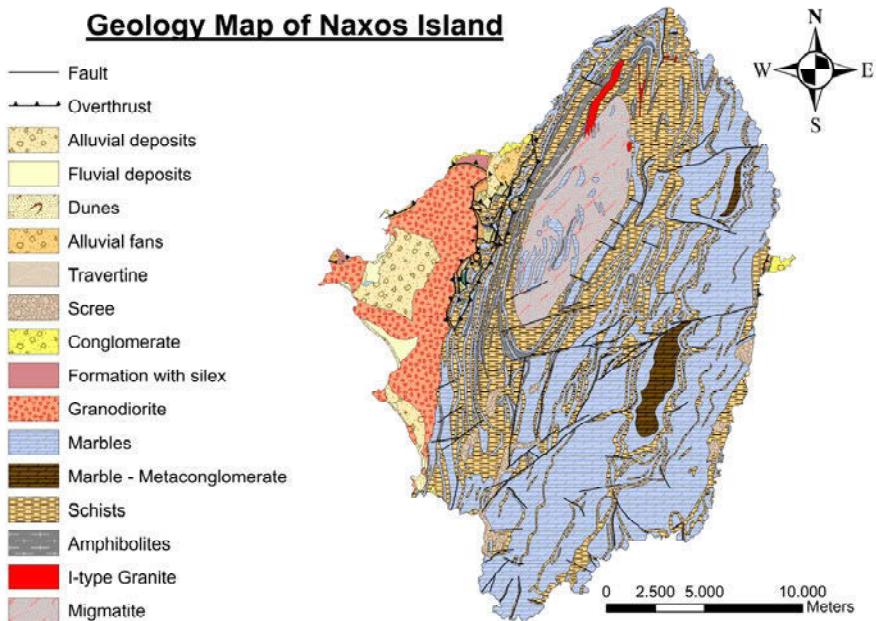 Geology Map of Naxos Island
N
W E
S
Fault
Overthrust
Alluvial deposits
Fluvial deposits
Dunes
Alluvial fans
Travertine
Scree
Conglomerate
Formation with silex
Granodiorite
Marbles
Marble - Metaconglomerate
Schists
Amphibolites
I-type Granite
Migmatite
0 2.500 5.000 10.000
Meters